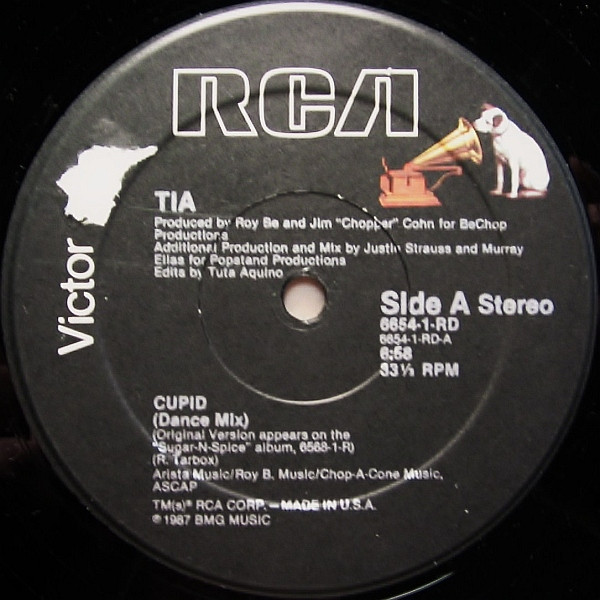 RCA
Victor
TIA
Produced by Roy Be and Jim "Chopper" Cohn for BeChop
Productions
Additional Production and Mix by Justin Strauss and Murray
Elias for Popstand Productions
Edits by Tuta Aquino
Side A Stereo
6654-1-RD
6654-1-RD-A
6:58
33⅓ RPM
CUPID
(Dance Mix)
(Original Version appears on the
"Sugar-N-Spice" album, 6568-1-R)
(R. Tarbox)
Arista Music/Roy B. Music/Chop-A-Cone Music,
ASCAP
TM(s)® RCA CORP.—MADE IN U.S.A.
℗1987 BMG MUSIC